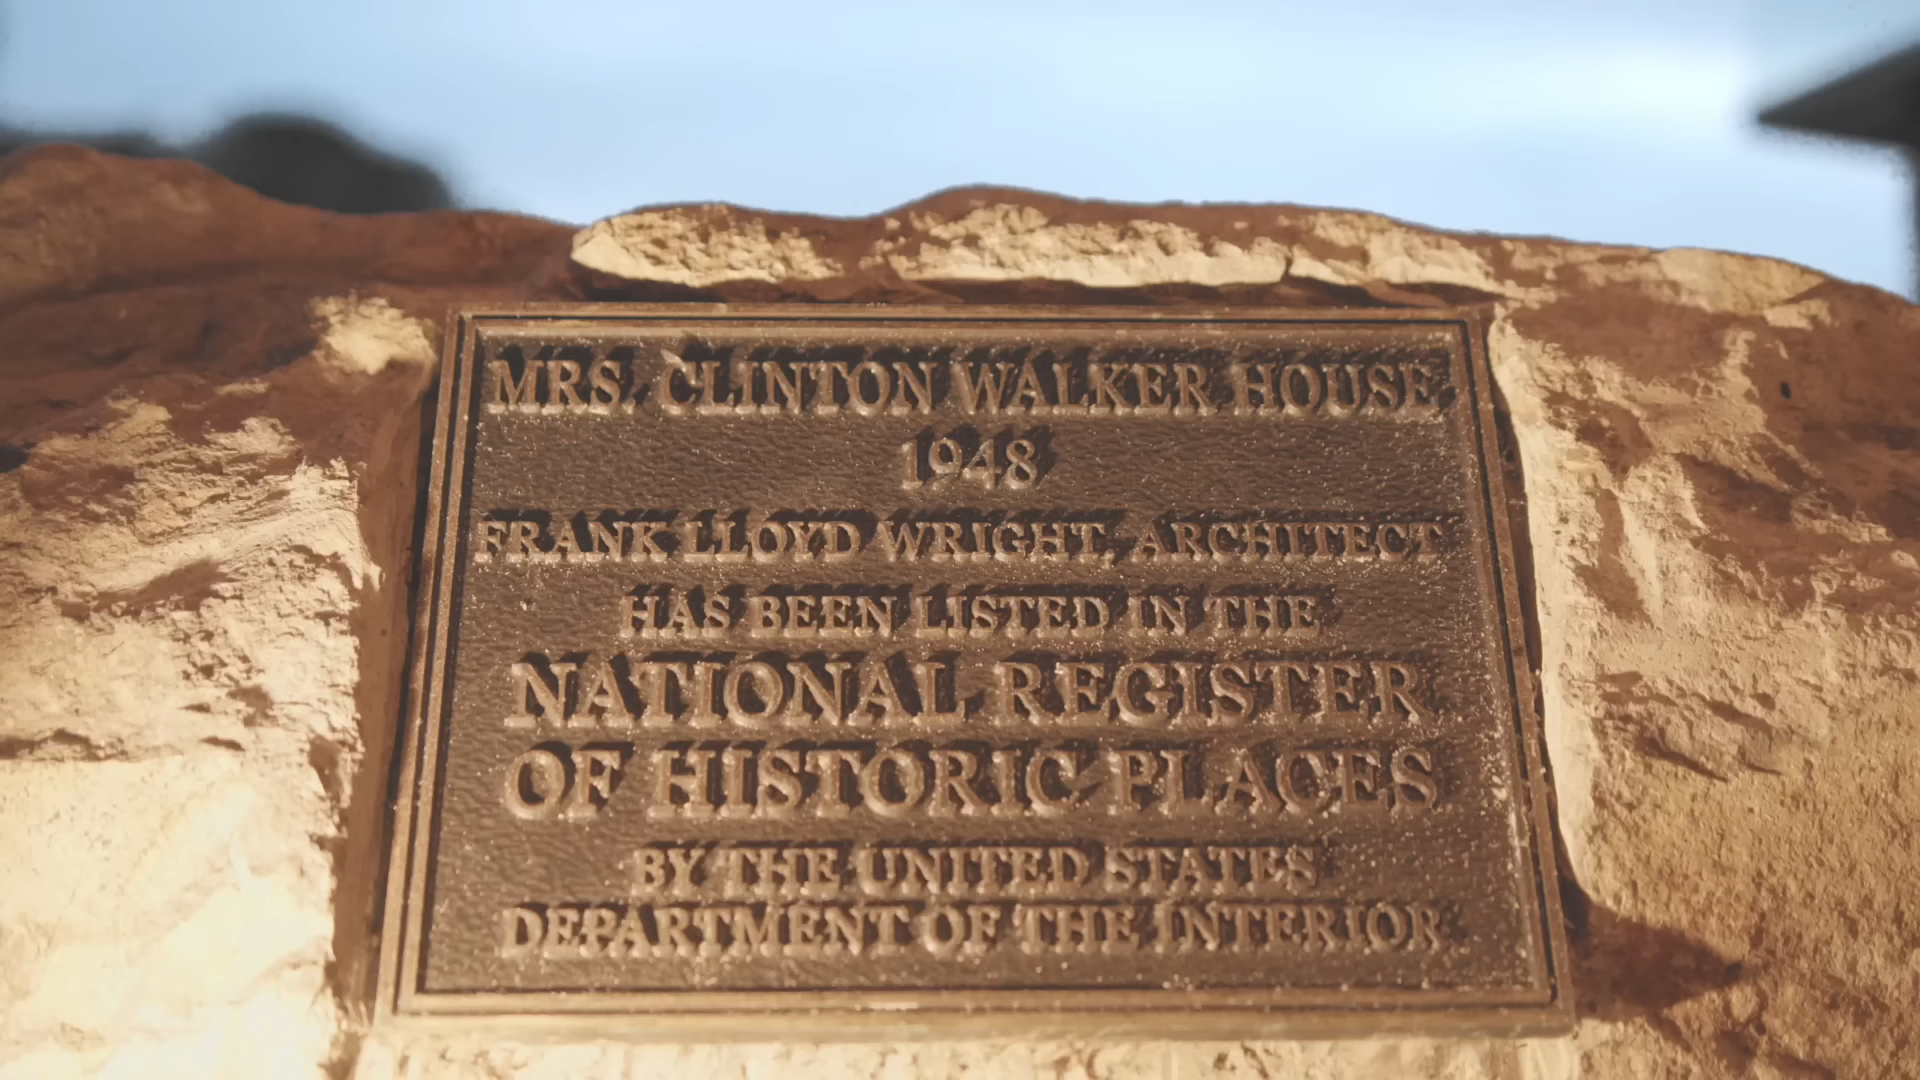 MRS. CLINTON WALKER HOUSE
1948
FRANK LLOYD WRIGHT, ARCHITECT
HAS BEEN LISTED IN THE
NATIONAL REGISTER
OF HISTORIC PLACES
BY THE UNITED STATES
DEPARTMENT OF THE INTERIOR